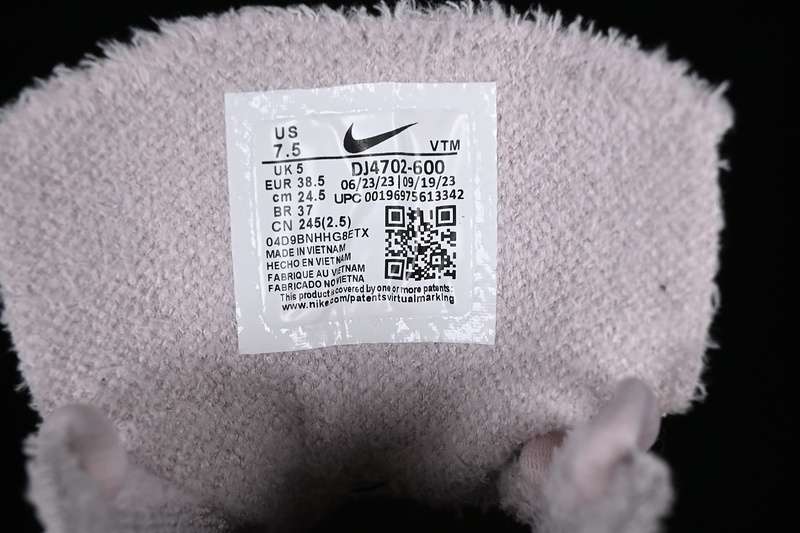 US
7.5
VTM
UK 5
EUR 38.5
cm 24.5
BR 37
CN 245(2.5)
DJ4702-600
06/23/23 | 09/19/23
UPC 00196975613342
04D9BNHHG8ETX
MADE IN VIETNAM
HECHO EN VIETNAM
FABRIQUE AU VIETNAM
FABRICADO NO VIETNA
This product is covered by one or more patents:
www.nike.com/patentsvirtualmarking